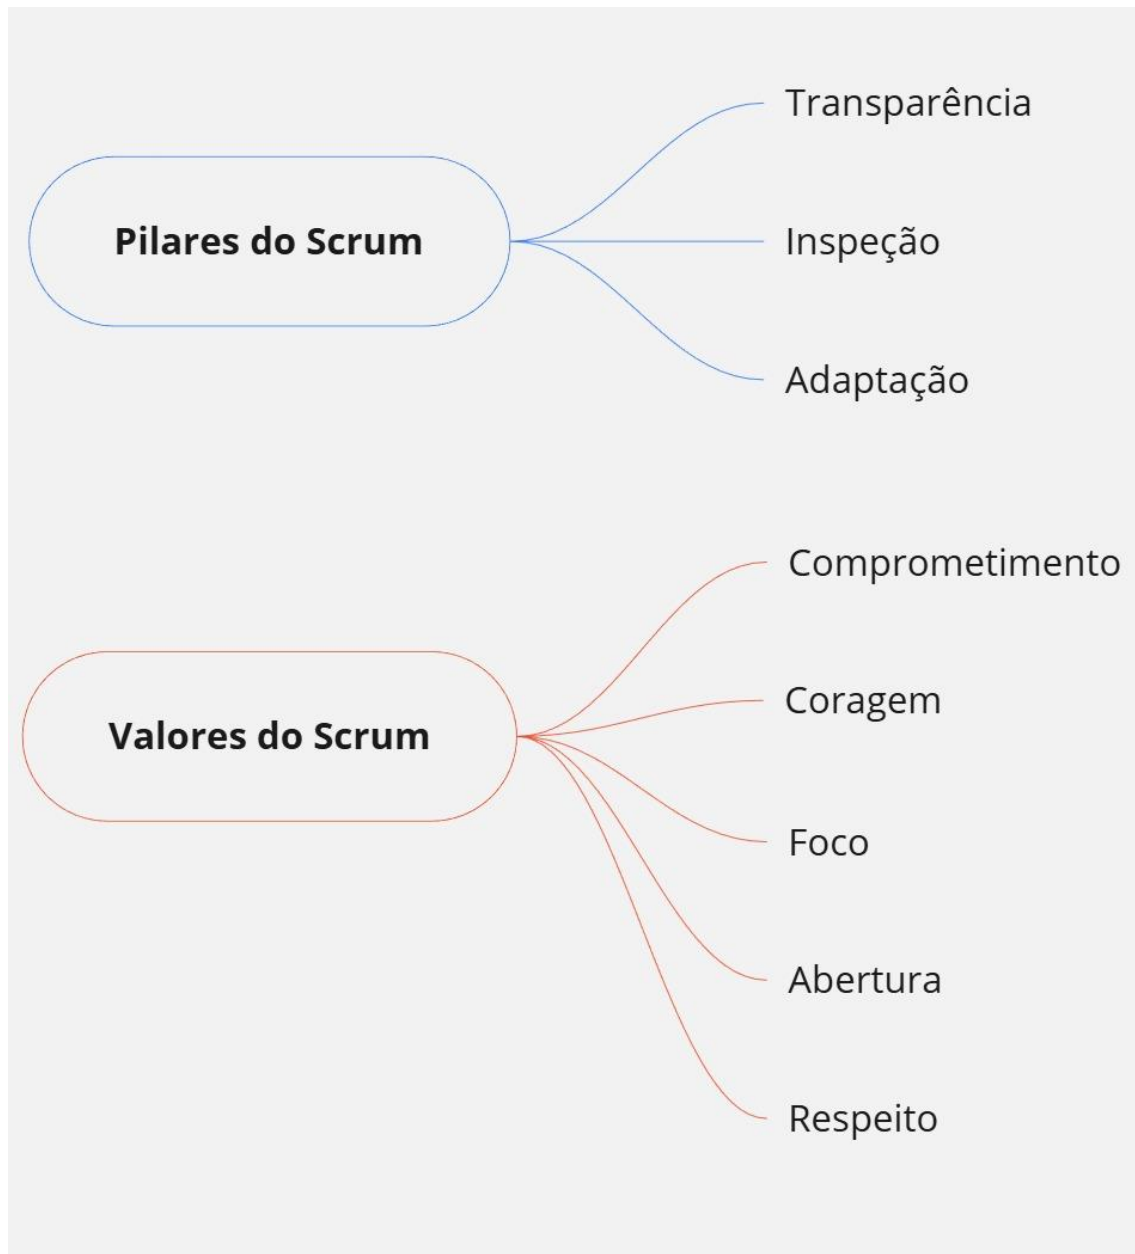 Pilares do Scrum
Transparência
Inspeção
Adaptação
Valores do Scrum
Comprometimento
Coragem
Foco
Abertura
Respeito